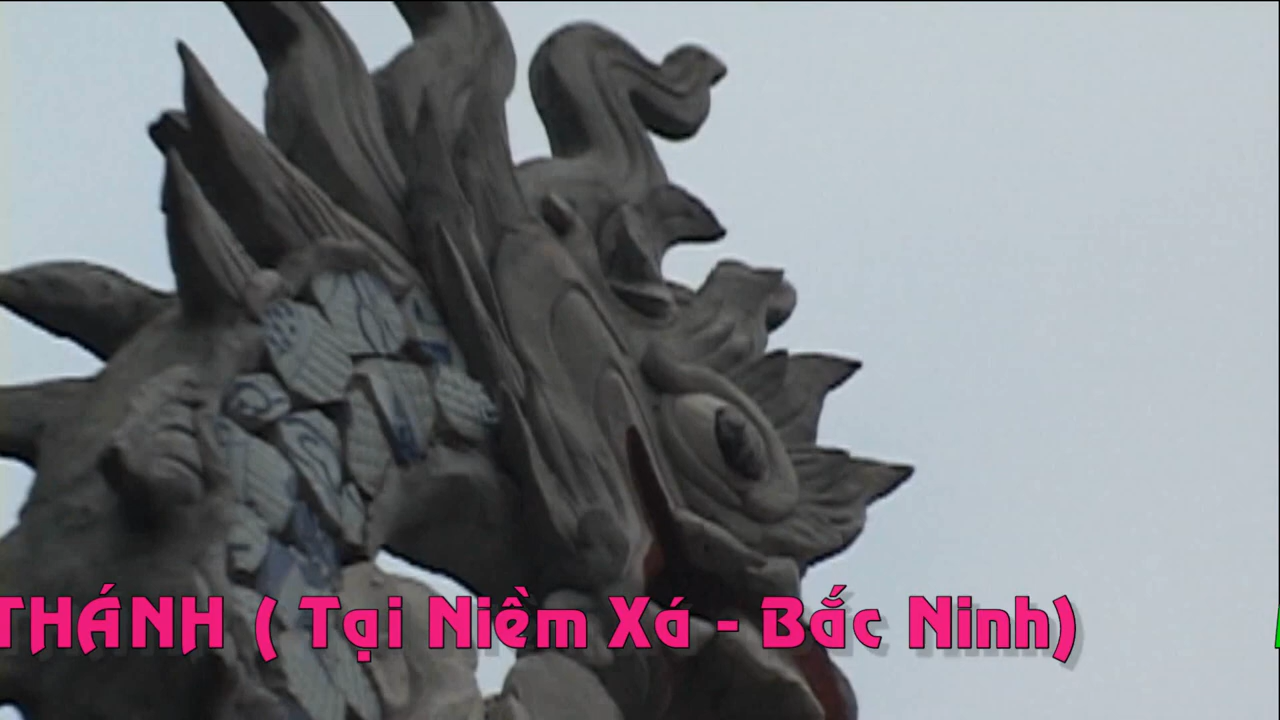 THÁNH ( Tại Niềm Xá - Bắc Ninh)